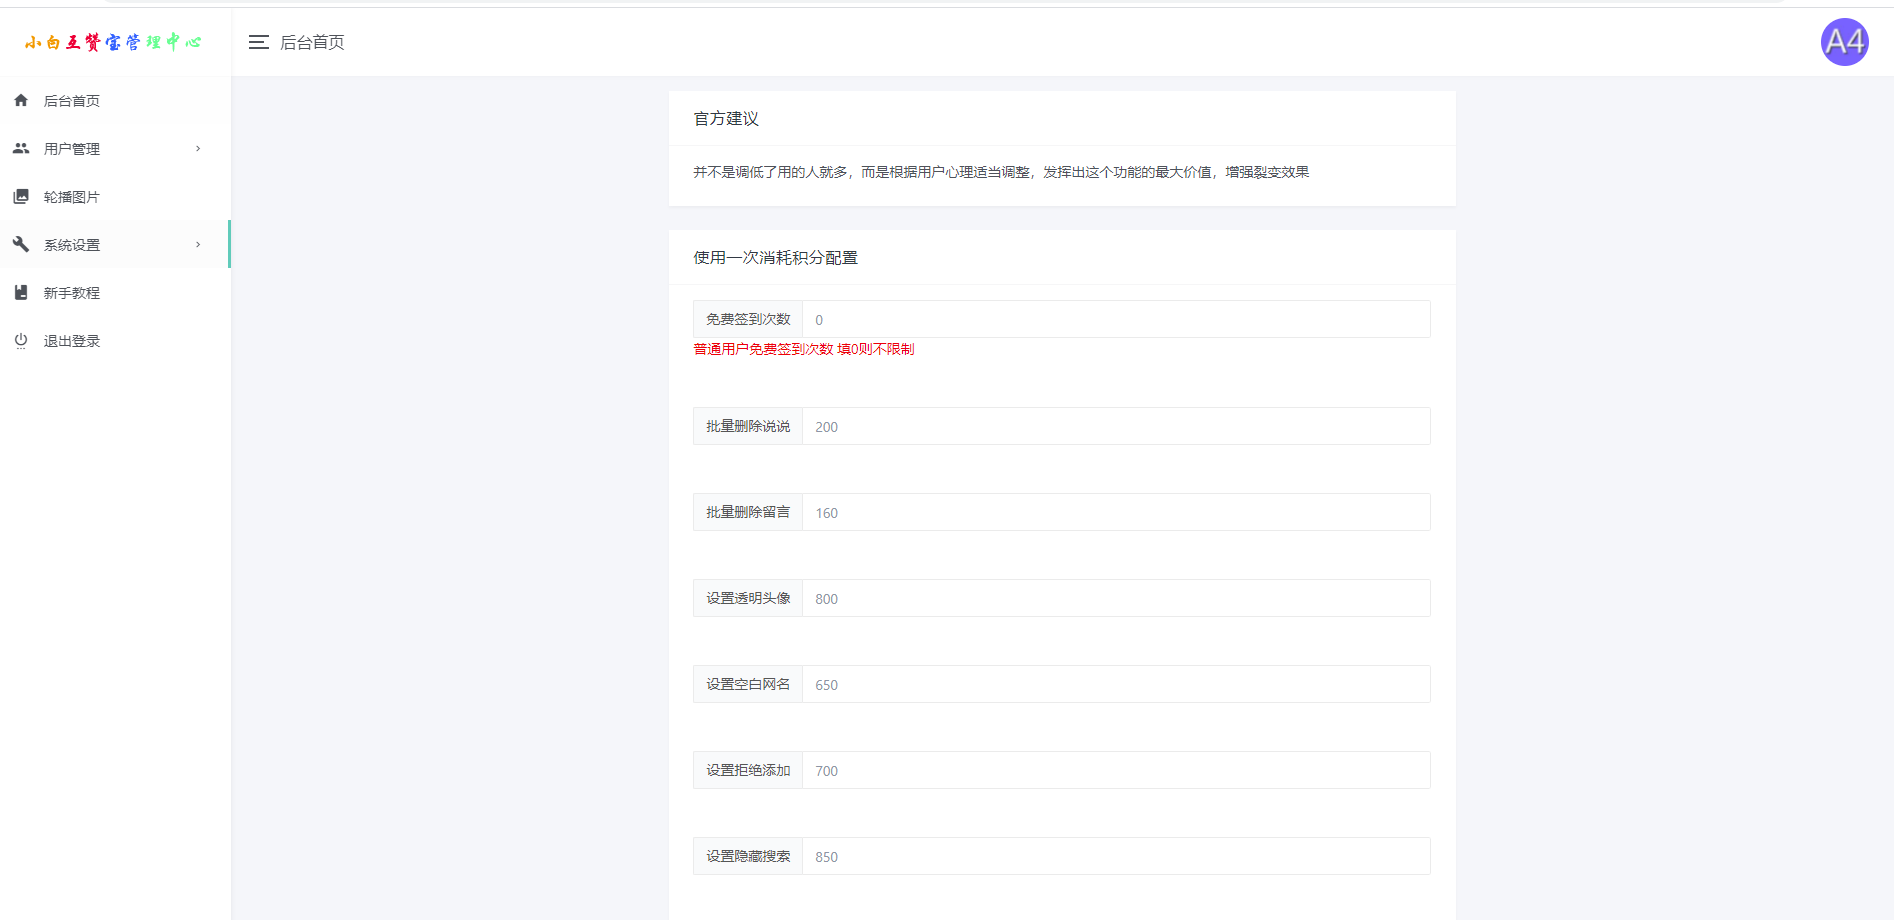 小白互赞宝管理中心
后台首页
A4
后台首页
用户管理
轮播图片
系统设置
新手教程
退出登录
官方建议
并不是调低了用的人就多，而是根据用户心理适当调整，发挥出这个功能的最大价值，增强裂变效果
使用一次消耗积分配置
免费签到次数 0
普通用户免费签到次数 填0则不限制
批量删除说说 200
批量删除留言 160
设置透明头像 800
设置空白网名 650
设置拒绝添加 700
设置隐藏搜索 850